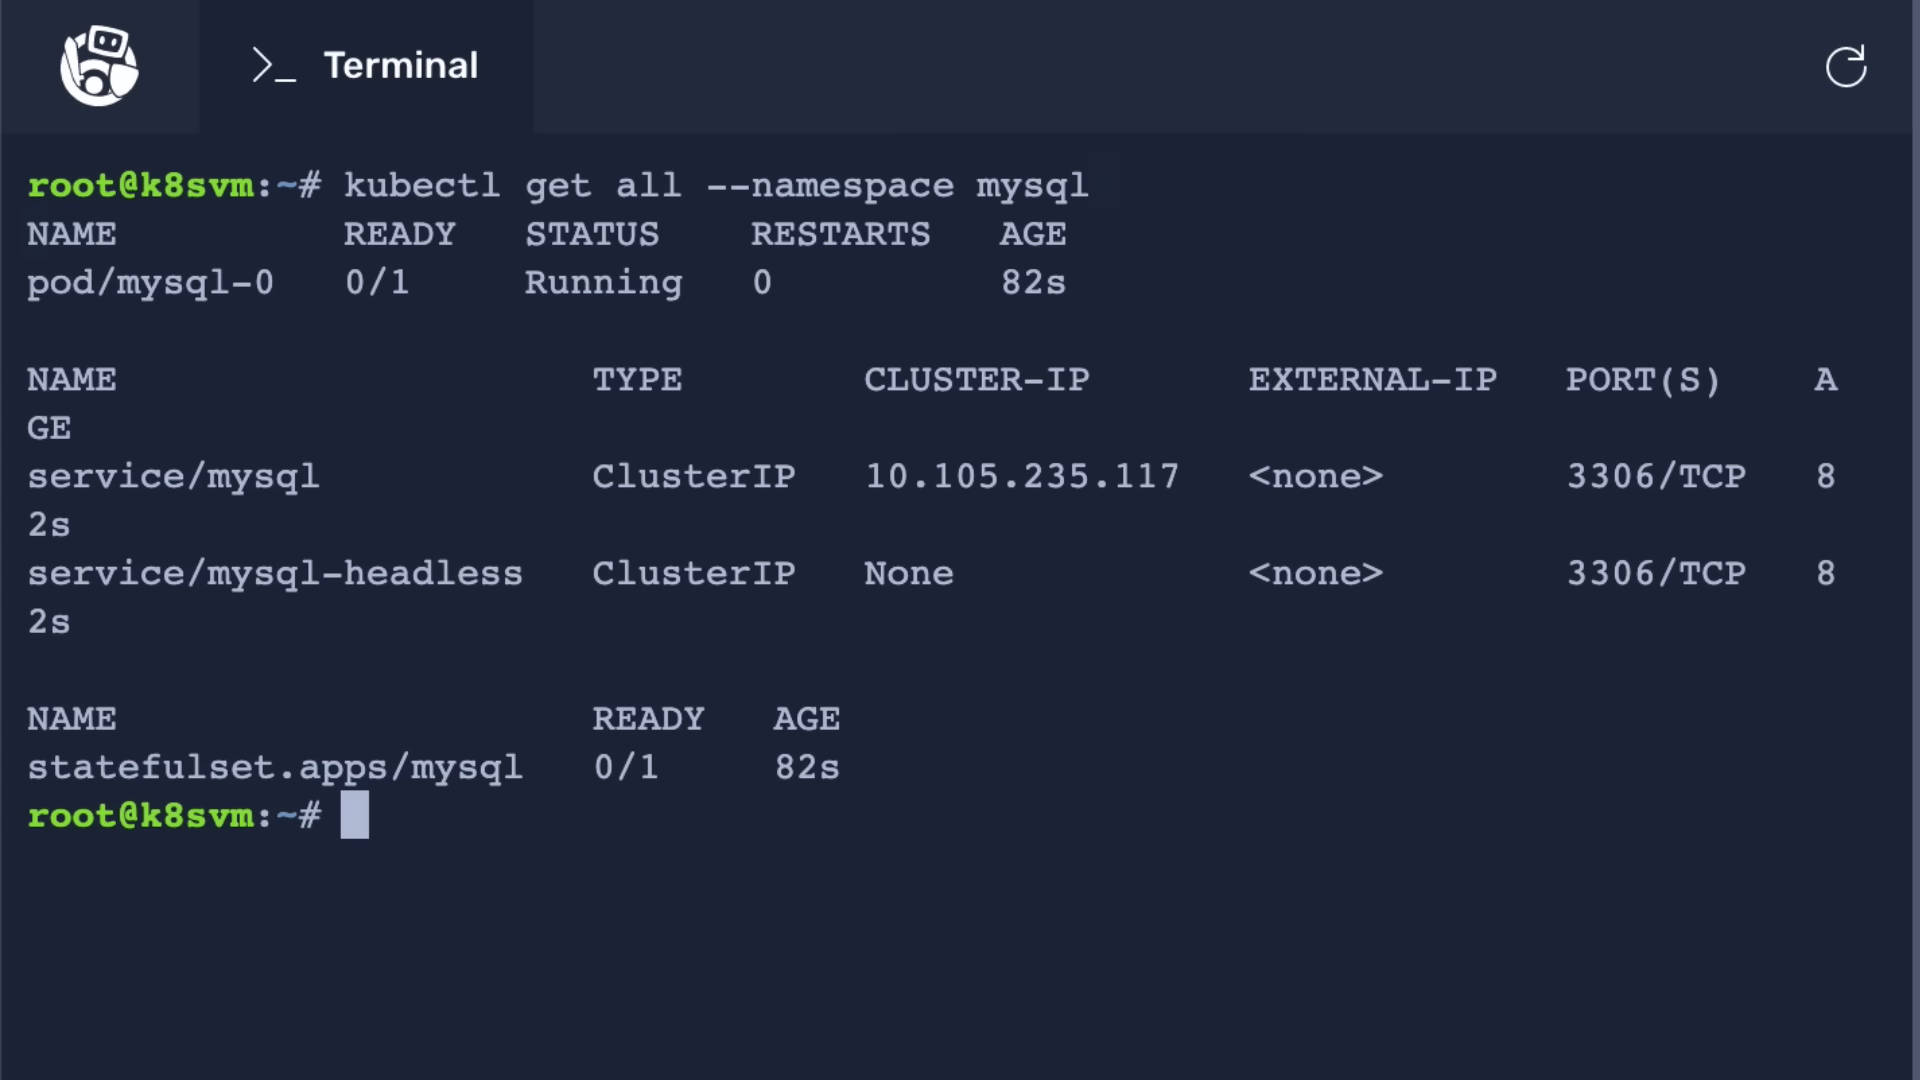 >_ Terminal
root@k8svm:~# kubectl get all --namespace mysql
NAME READY STATUS RESTARTS AGE
pod/mysql-0 0/1 Running 0 82s
NAME TYPE CLUSTER-IP EXTERNAL-IP PORT(S) A
GE
service/mysql ClusterIP 10.105.235.117 <none> 3306/TCP 8
2s
service/mysql-headless ClusterIP None <none> 3306/TCP 8
2s
NAME READY AGE
statefulset.apps/mysql 0/1 82s
root@k8svm:~#